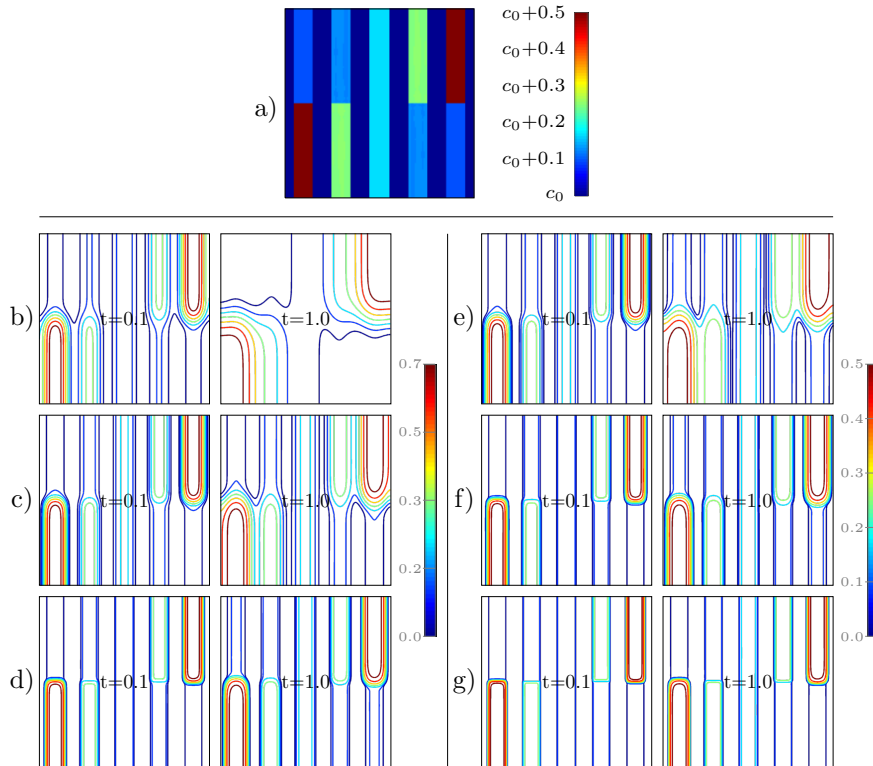 a)
c₀+0.5
c₀+0.4
c₀+0.3
c₀+0.2
c₀+0.1
c₀
b) t=0.1 t=1.0
e) t=0.1 t=1.0
c) t=0.1 t=1.0
f) t=0.1 t=1.0
d) t=0.1 t=1.0
g) t=0.1 t=1.0
0.7
0.5
0.3
0.2
0.0
0.5
0.4
0.3
0.2
0.1
0.0